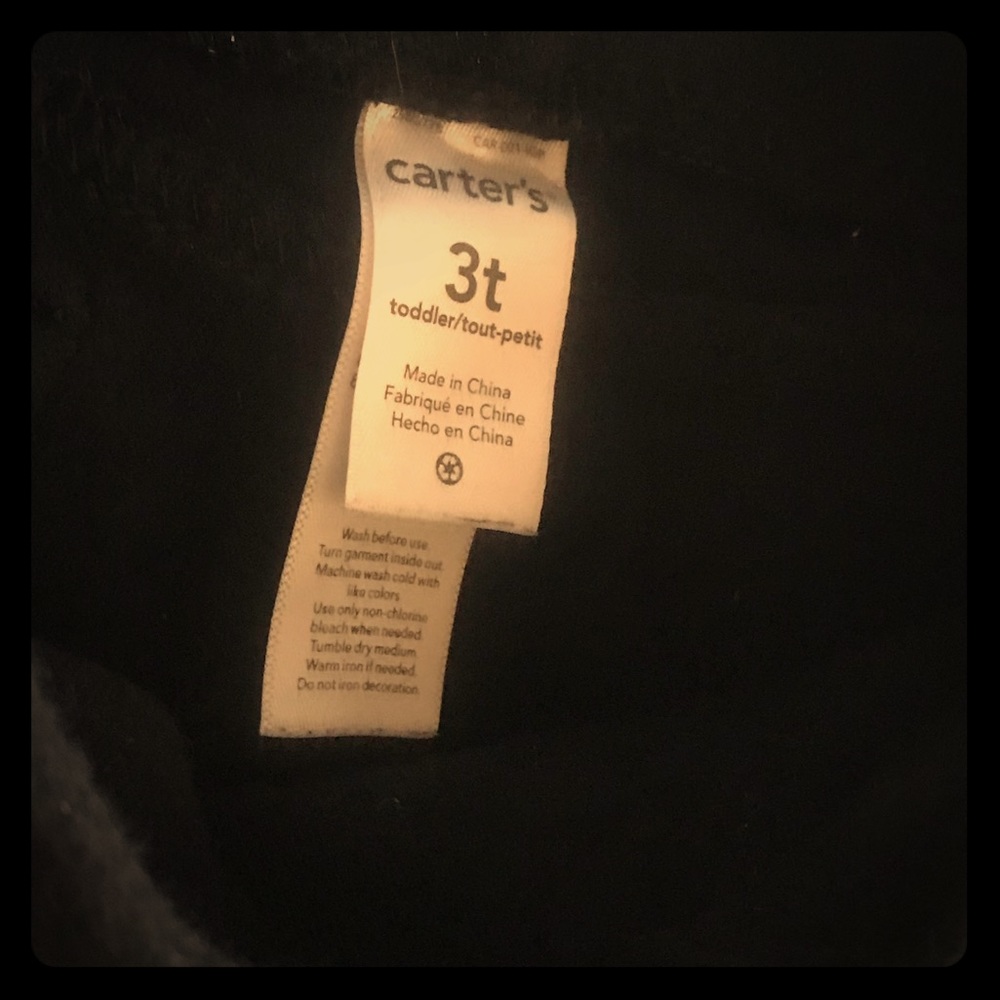 carter's
3t
toddler/tout-petit
Made in China
Fabriqué en Chine
Hecho en China
Wash before use.
Turn garment inside out.
Machine wash cold with
like colors.
Use only non-chlorine
bleach when needed.
Tumble dry medium.
Warm iron if needed.
Do not iron decoration.